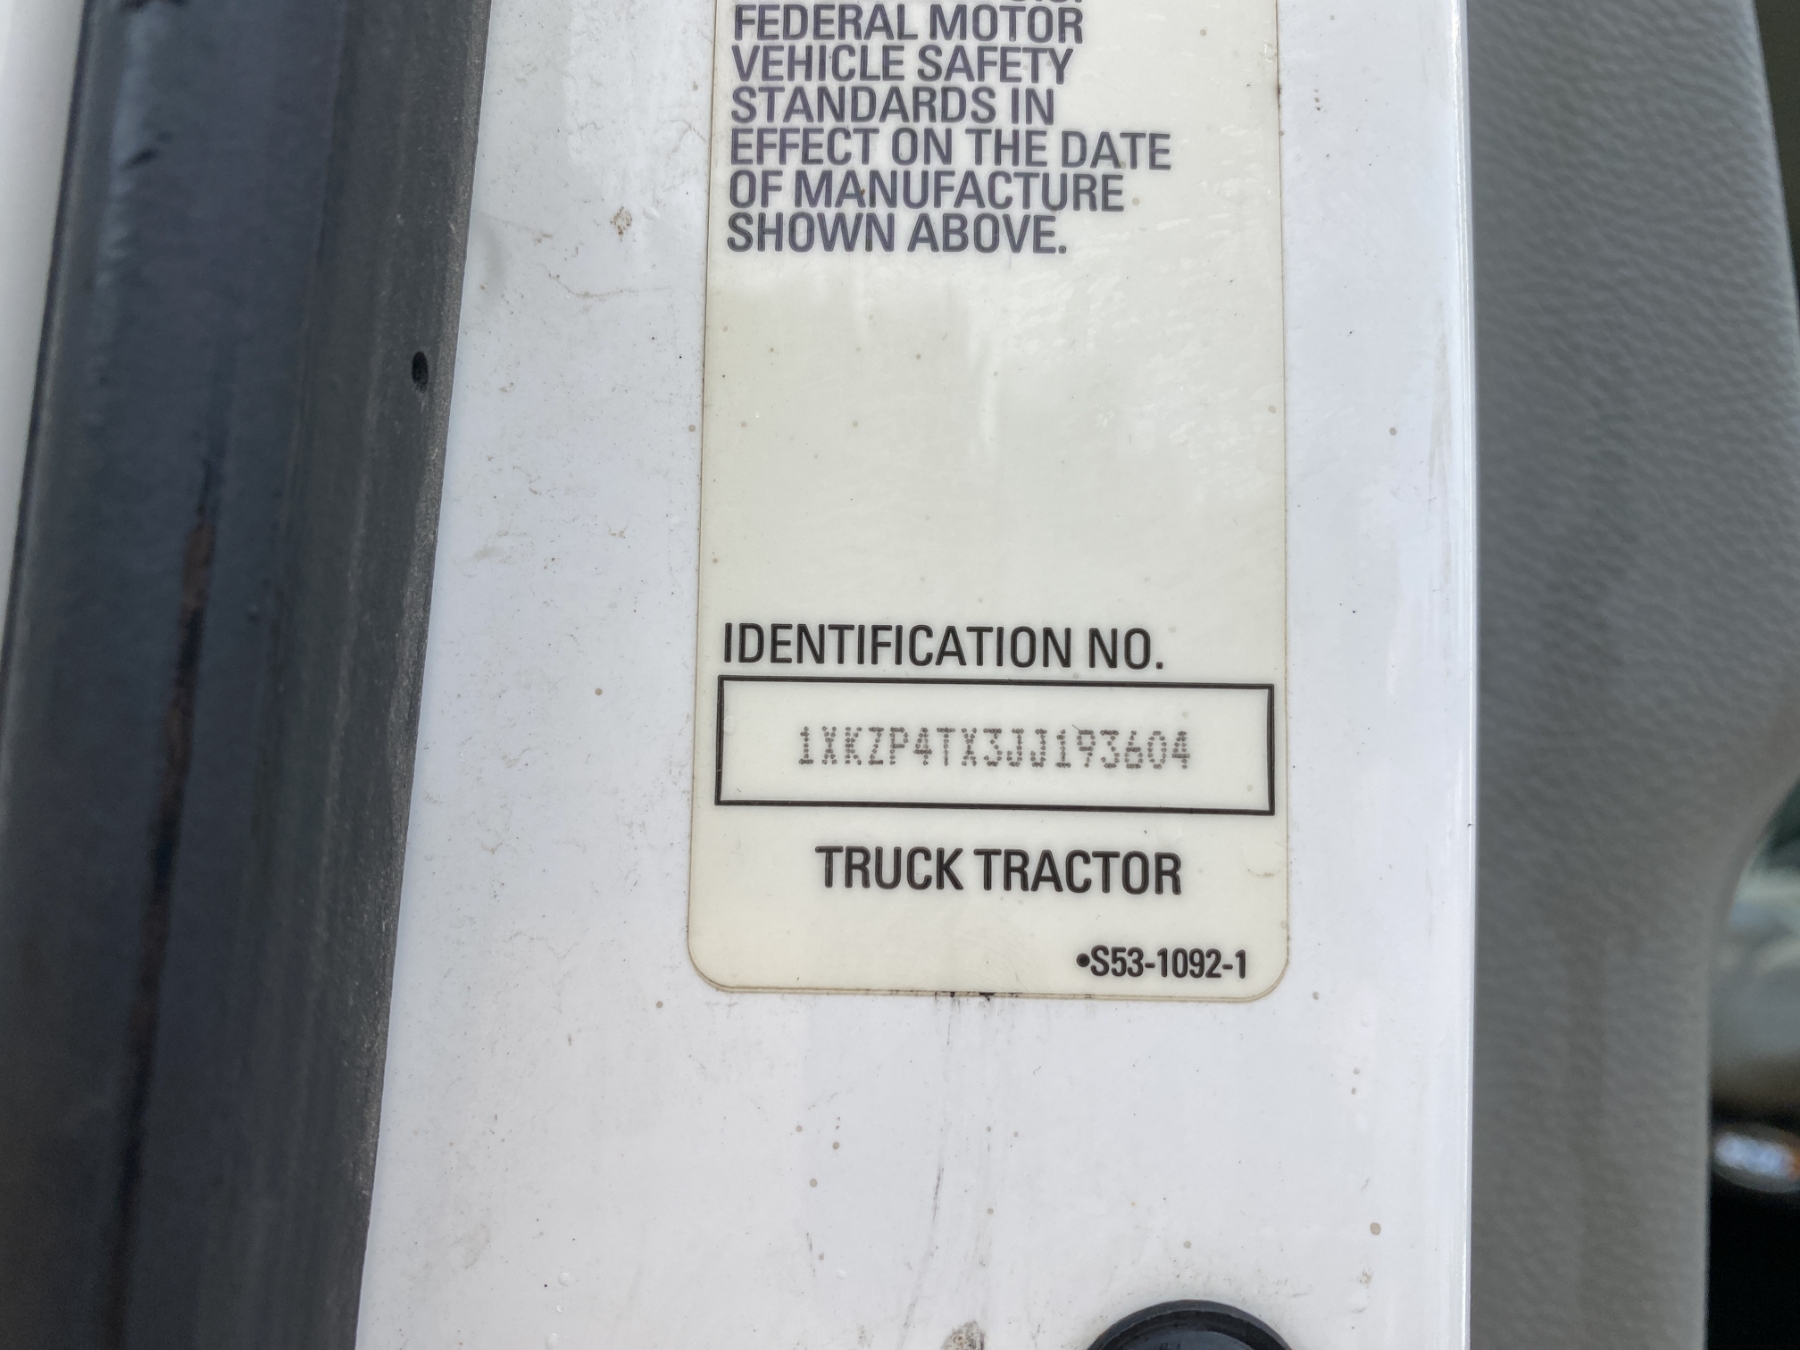 FEDERAL MOTOR
VEHICLE SAFETY
STANDARDS IN
EFFECT ON THE DATE
OF MANUFACTURE
SHOWN ABOVE.
IDENTIFICATION NO.
1XKZP4TX3JJ193604
TRUCK TRACTOR
•S53-1092-1